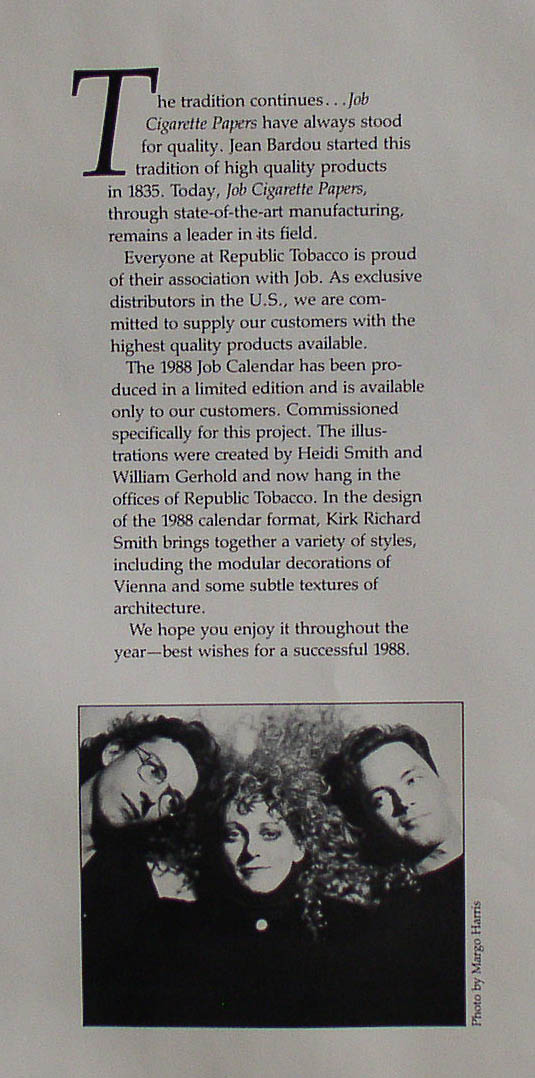 The tradition continues...Job
Cigarette Papers have always stood
for quality. Jean Bardou started this
tradition of high quality products
in 1835. Today, Job Cigarette Papers,
through state-of-the-art manufacturing,
remains a leader in its field.
Everyone at Republic Tobacco is proud
of their association with Job. As exclusive
distributors in the U.S., we are com-
mitted to supply our customers with the
highest quality products available.
The 1988 Job Calendar has been pro-
duced in a limited edition and is available
only to our customers. Commissioned
specifically for this project. The illus-
trations were created by Heidi Smith and
William Gerhold and now hang in the
offices of Republic Tobacco. In the design
of the 1988 calendar format, Kirk Richard
Smith brings together a variety of styles,
including the modular decorations of
Vienna and some subtle textures of
architecture.
We hope you enjoy it throughout the
year—best wishes for a successful 1988.
Photo by Margo Harris